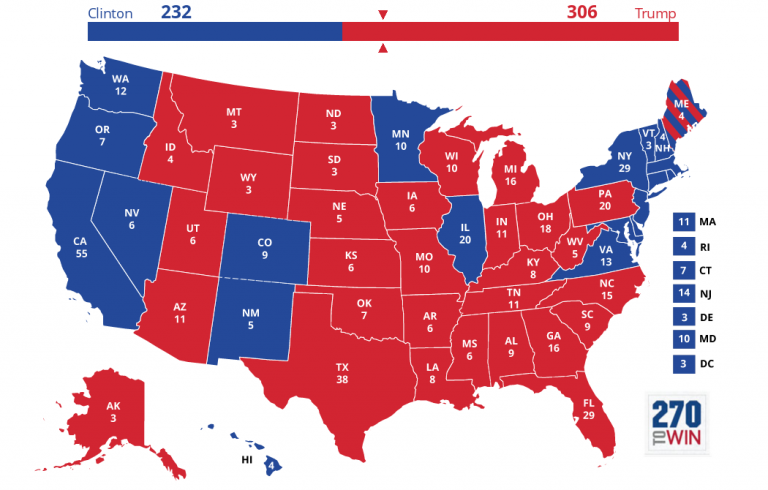 Clinton 232 306 Trump
WA
12
OR
7
CA
55
NV
6
ID
4
MT
3
WY
3
UT
6
AZ
11
CO
9
NM
5
ND
3
SD
3
NE
5
KS
6
OK
7
TX
38
MN
10
IA
6
MO
10
AR
6
LA
8
WI
10
IL
20
MI
16
IN
11
OH
18
KY
8
TN
11
MS
6
AL
9
GA
16
FL
29
SC
9
NC
15
VA
13
WV
5
PA
20
NY
29
VT
3
4
NH
ME
4
AK
3
HI
4
11 MA
4 RI
7 CT
14 NJ
3 DE
10 MD
3 DC
270
TO WIN